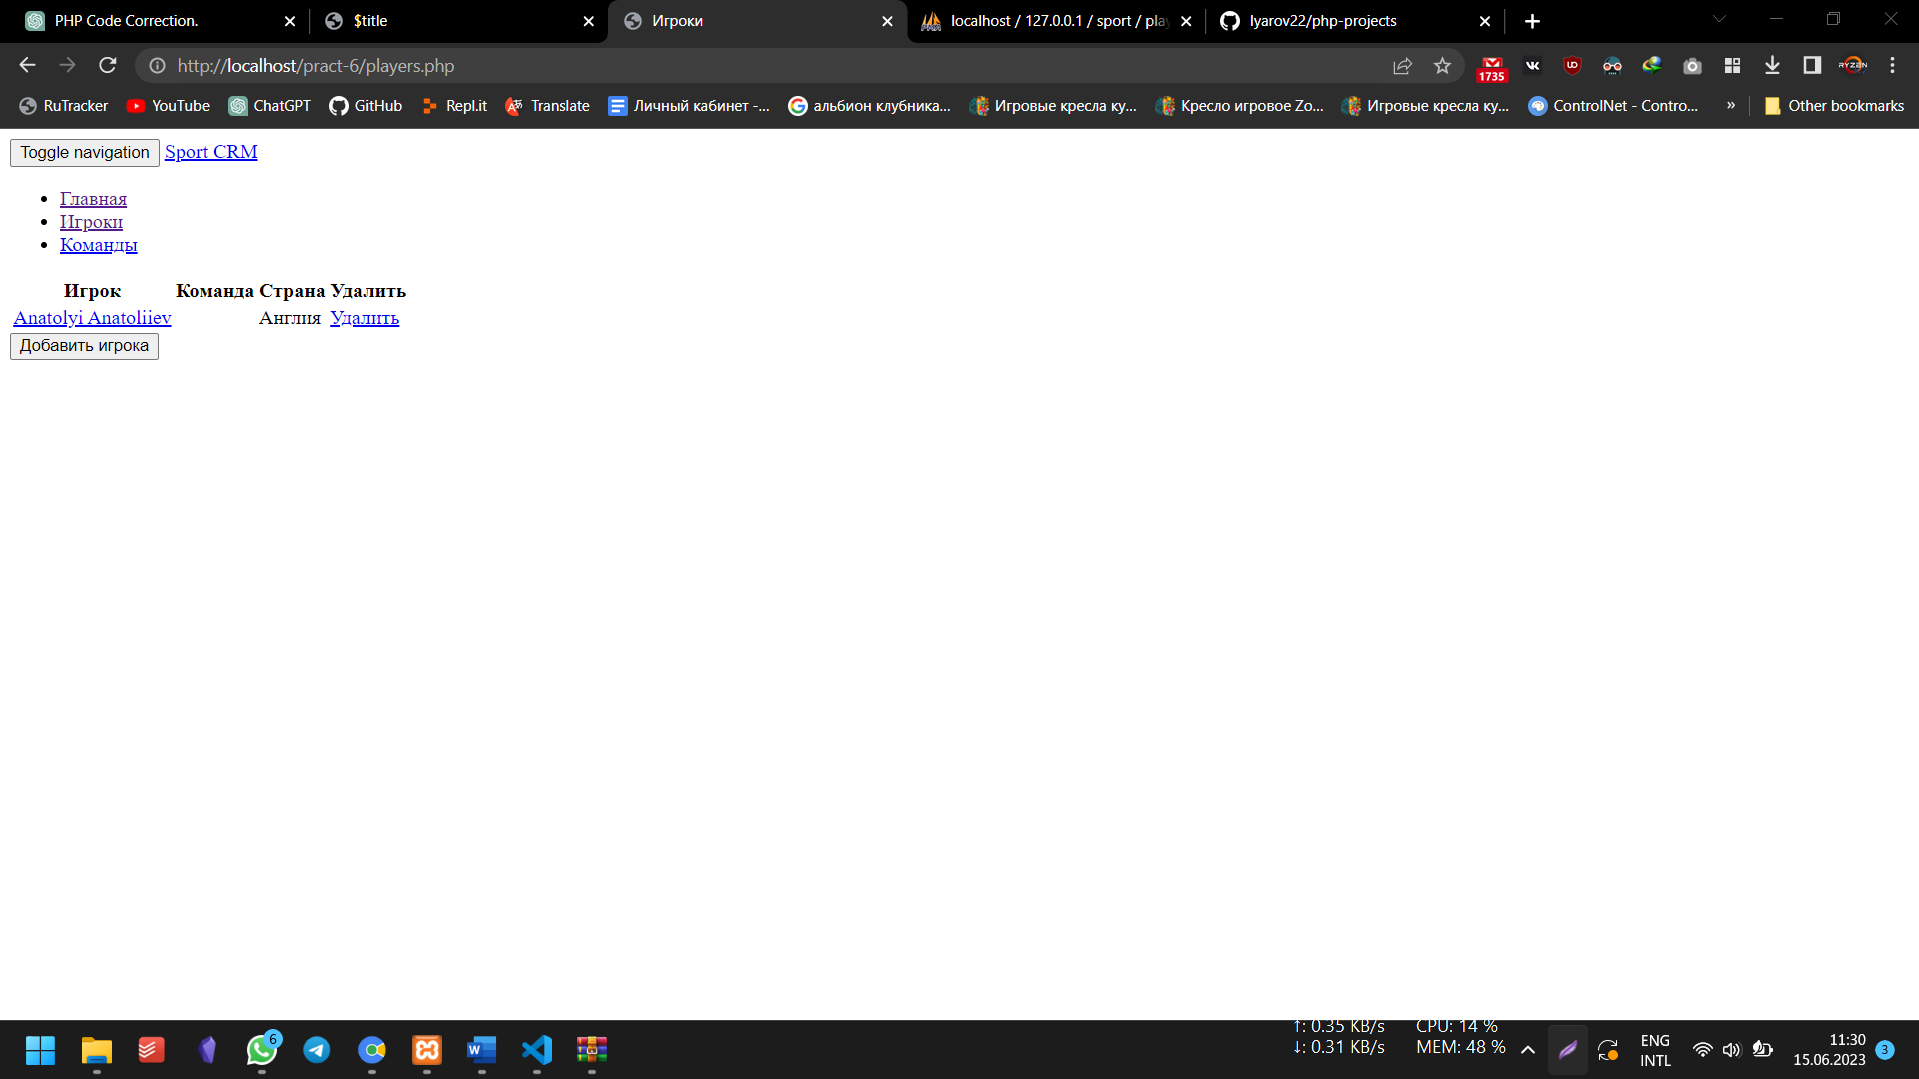 PHP Code Correction.
$title
Игроки
localhost / 127.0.0.1 / sport / pla
lyarov22/php-projects
http://localhost/pract-6/players.php
1735
RYZEN
RuTracker
YouTube
ChatGPT
GitHub
Repl.it
Translate
Личный кабинет -...
альбион клубника...
Игровые кресла ку...
Кресло игровое Zo...
Игровые кресла ку...
ControlNet - Contro...
»
Other bookmarks
Toggle navigation Sport CRM
Главная
Игроки
Команды
Игрок Команда Страна Удалить
Anatolyi Anatoliiev Англия Удалить
Добавить игрока
6
↑: 0.35 KB/s CPU: 14 %
↓: 0.31 KB/s MEM: 48 %
ENG
INTL
11:30
15.06.2023
3